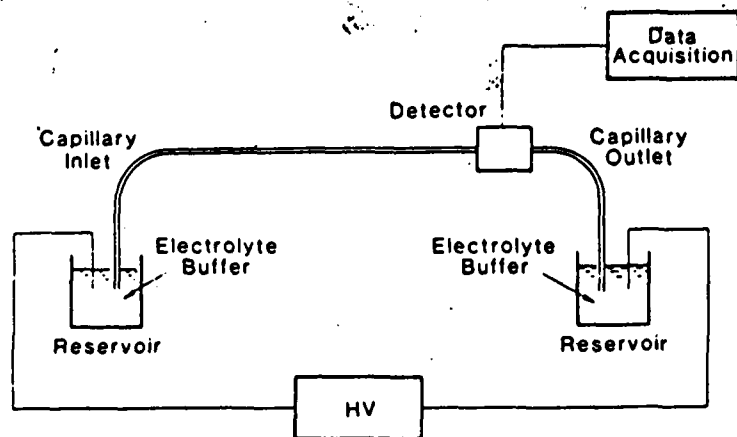 Data
Acquisition
Detector
Capillary
Inlet
Capillary
Outlet
Electrolyte
Buffer
Electrolyte
Buffer
Reservoir
Reservoir
HV